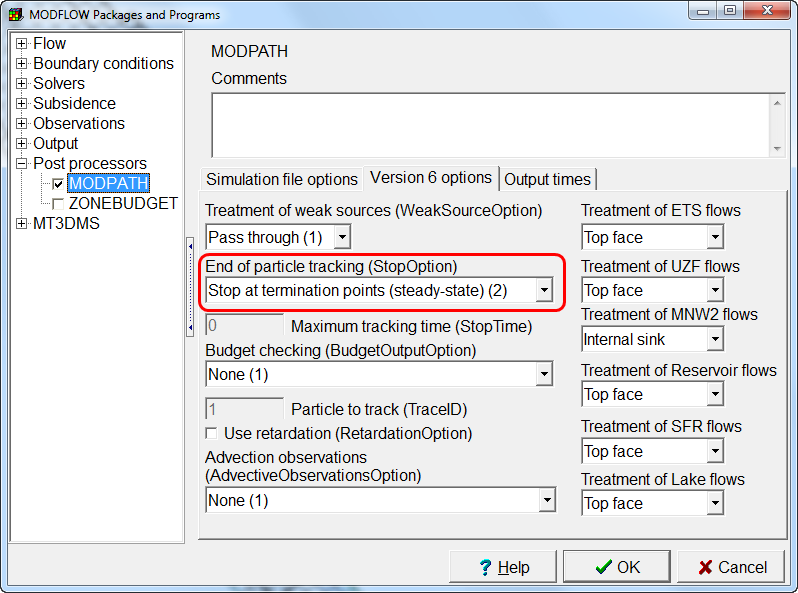 MODFLOW Packages and Programs
Flow
Boundary conditions
Solvers
Subsidence
Observations
Output
Post processors
MODPATH
ZONEBUDGET
MT3DMS
MODPATH
Comments
Simulation file options
Version 6 options
Output times
Treatment of weak sources (WeakSourceOption)
Pass through (1)
End of particle tracking (StopOption)
Stop at termination points (steady-state) (2)
0 Maximum tracking time (StopTime)
Budget checking (BudgetOutputOption)
None (1)
1 Particle to track (TraceID)
Use retardation (RetardationOption)
Advection observations
(AdvectiveObservationsOption)
None (1)
Treatment of ETS flows
Top face
Treatment of UZF flows
Top face
Treatment of MNW2 flows
Internal sink
Treatment of Reservoir flows
Top face
Treatment of SFR flows
Top face
Treatment of Lake flows
Top face
? Help
OK
Cancel